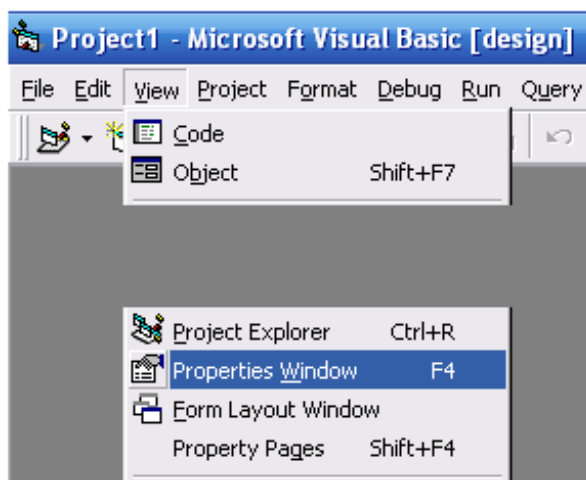 Project1 - Microsoft Visual Basic [design]
File Edit View Project Format Debug Run Query
Code
Object Shift+F7
Project Explorer Ctrl+R
Properties Window F4
Form Layout Window
Property Pages Shift+F4